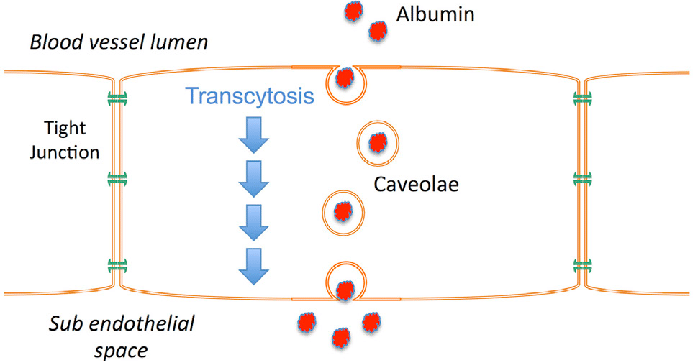 Albumin
Blood vessel lumen
Transcytosis
Tight
Junction
Caveolae
Sub endothelial
space